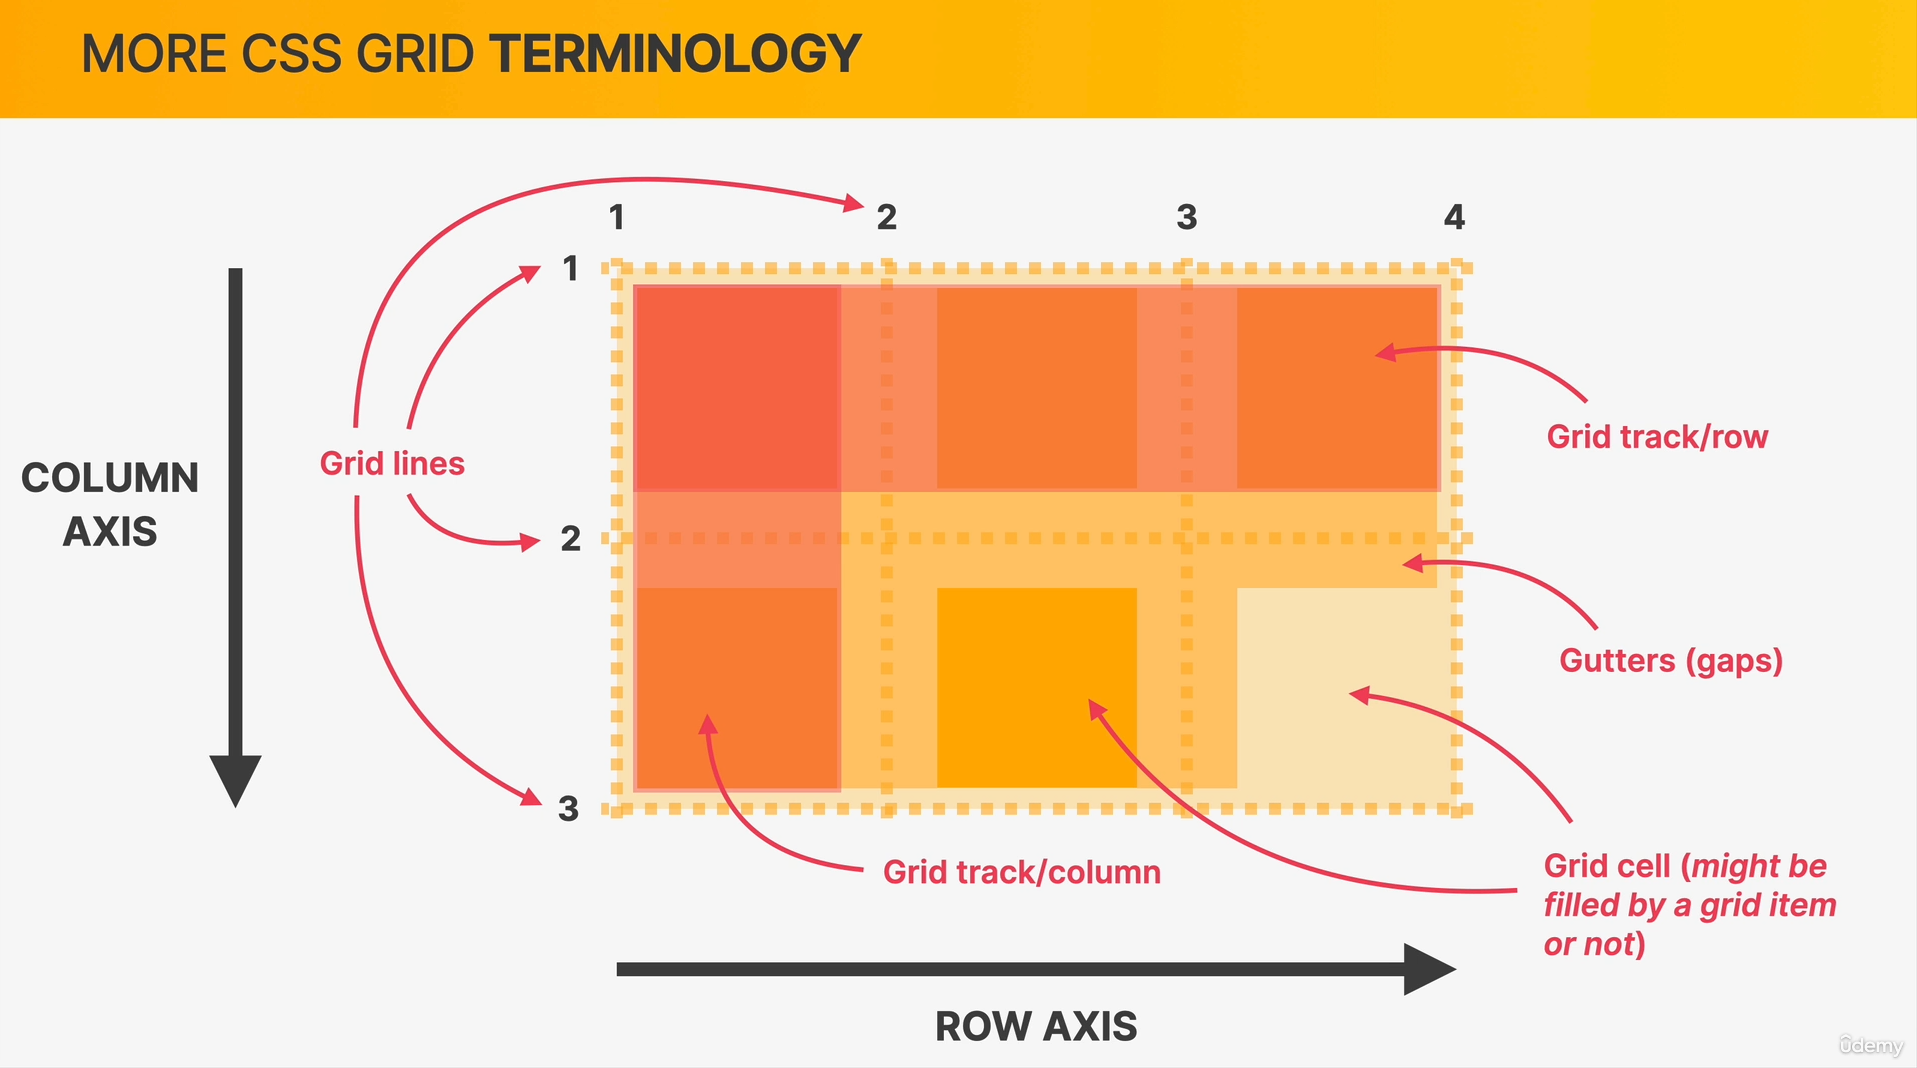 MORE CSS GRID TERMINOLOGY
1
2
3
4
1
Grid track/row
Grid lines
COLUMN
AXIS
2
Gutters (gaps)
3
Grid track/column
Grid cell (might be
filled by a grid item
or not)
ROW AXIS
ûdemy